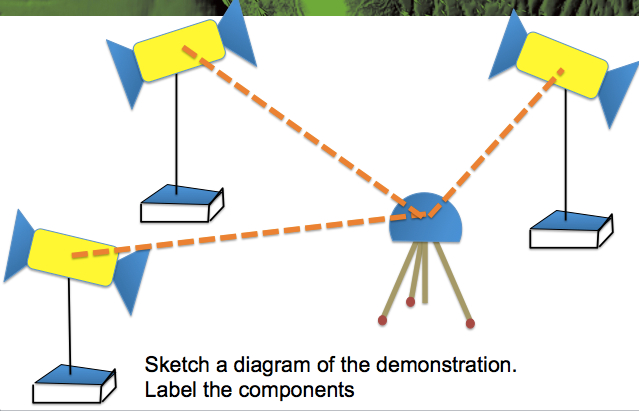 Sketch a diagram of the demonstration.
Label the components